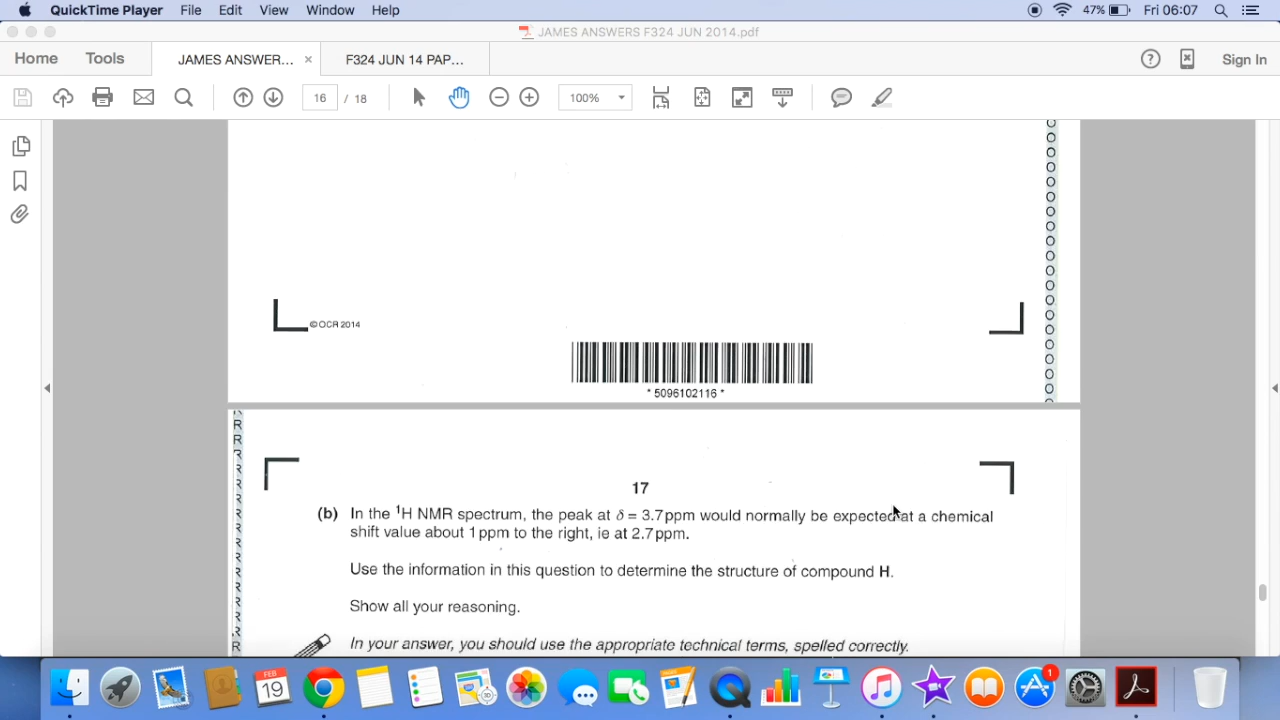 QuickTime Player File Edit View Window Help 47% Fri 06:07
JAMES ANSWERS F324 JUN 2014.pdf
Home Tools JAMES ANSWER... × F324 JUN 14 PAP... Sign In
16 / 18 100%
©OCR 2014
* 5096102116 *
17
(b) In the ¹H NMR spectrum, the peak at δ = 3.7 ppm would normally be expected at a chemical
shift value about 1 ppm to the right, ie at 2.7 ppm.
Use the information in this question to determine the structure of compound H.
Show all your reasoning.
In your answer, you should use the appropriate technical terms, spelled correctly.
FEB
19
1